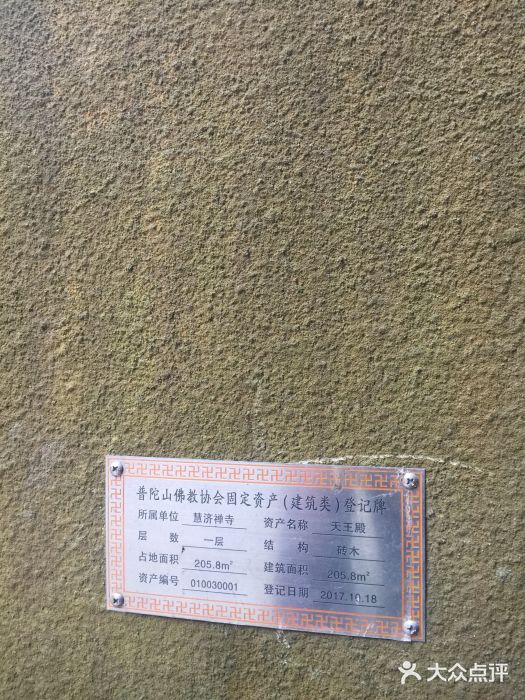 普陀山佛教协会固定资产(建筑类)登记牌
所属单位 慧济禅寺 资产名称 天王殿
层数 一层 结构 砖木
占地面积 205.8m² 建筑面积 205.8m²
资产编号 010030001 登记日期 2017.10.18
大众点评